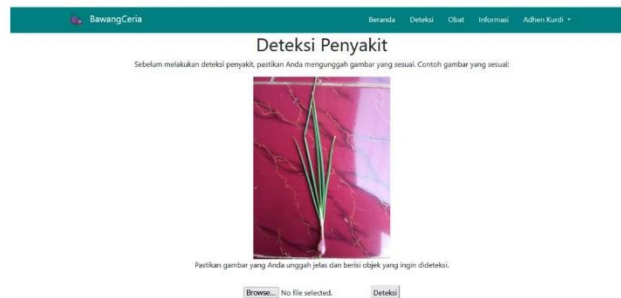 BawangCeria Beranda Deteksi Obat Informasi Adhen Kurdi
Deteksi Penyakit
Sebelum melakukan deteksi penyakit, pastikan Anda mengunggah gambar yang sesuai. Contoh gambar yang sesuai:
Pastikan gambar yang Anda unggah jelas dan berisi objek yang ingin dideteksi.
Browse... No file selected. Deteksi